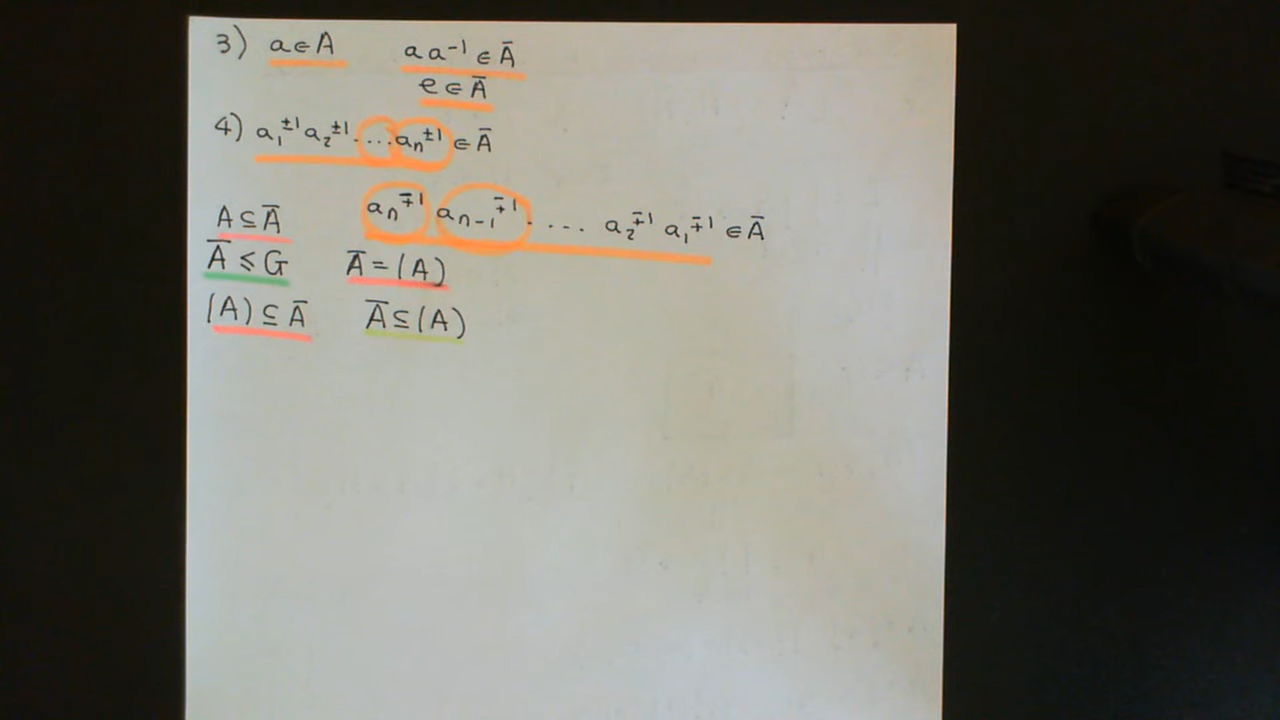 3) a∈A aa⁻¹∈Ā
e∈Ā
4) a₁^±1 a₂^±1 .... aₙ^±1 ∈ Ā
aₙ^∓1 aₙ₋₁^∓1 .... a₂^∓1 a₁^∓1 ∈ Ā
A⊆Ā
Ā⩽G Ā=(A)
(A)⊆Ā Ā⊆(A)